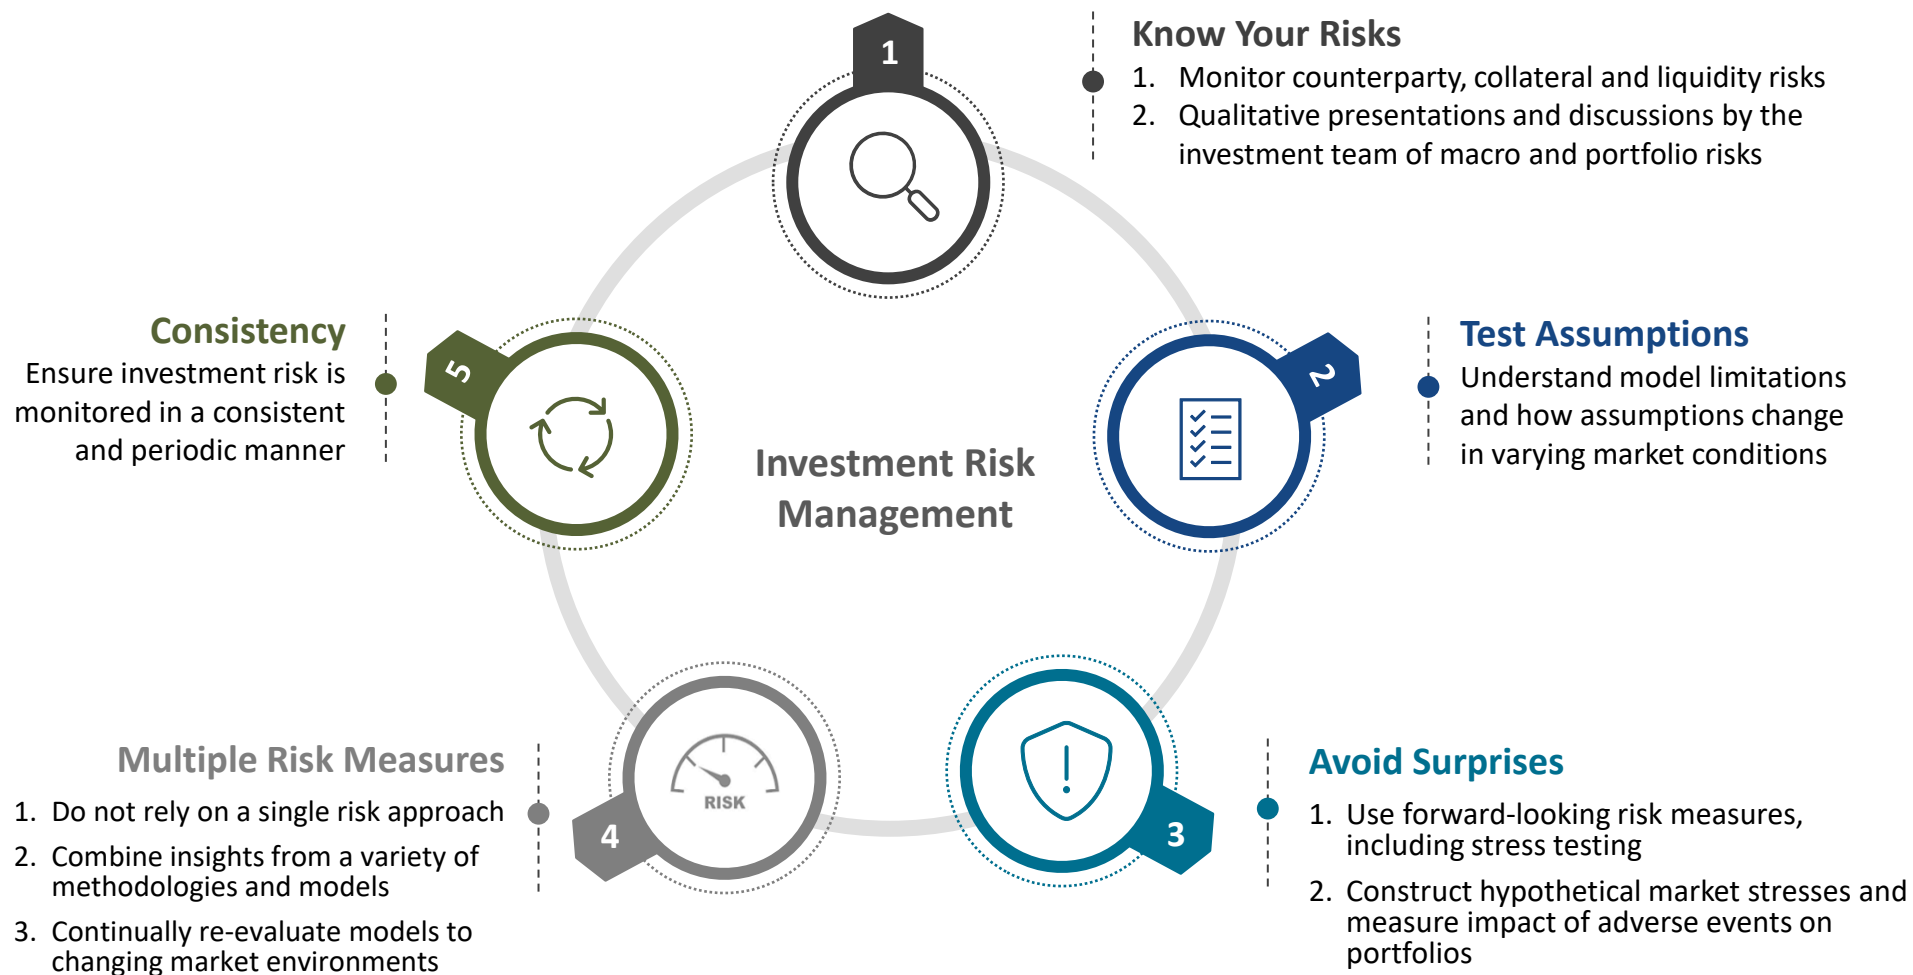 1
Know Your Risks
1. Monitor counterparty, collateral and liquidity risks
2. Qualitative presentations and discussions by the
investment team of macro and portfolio risks
2
Test Assumptions
Understand model limitations
and how assumptions change
in varying market conditions
5
Consistency
Ensure investment risk is
monitored in a consistent
and periodic manner
Investment Risk
Management
3
Avoid Surprises
1. Use forward-looking risk measures,
including stress testing
2. Construct hypothetical market stresses and
measure impact of adverse events on
portfolios
RISK
4
Multiple Risk Measures
1. Do not rely on a single risk approach
2. Combine insights from a variety of
methodologies and models
3. Continually re-evaluate models to
changing market environments